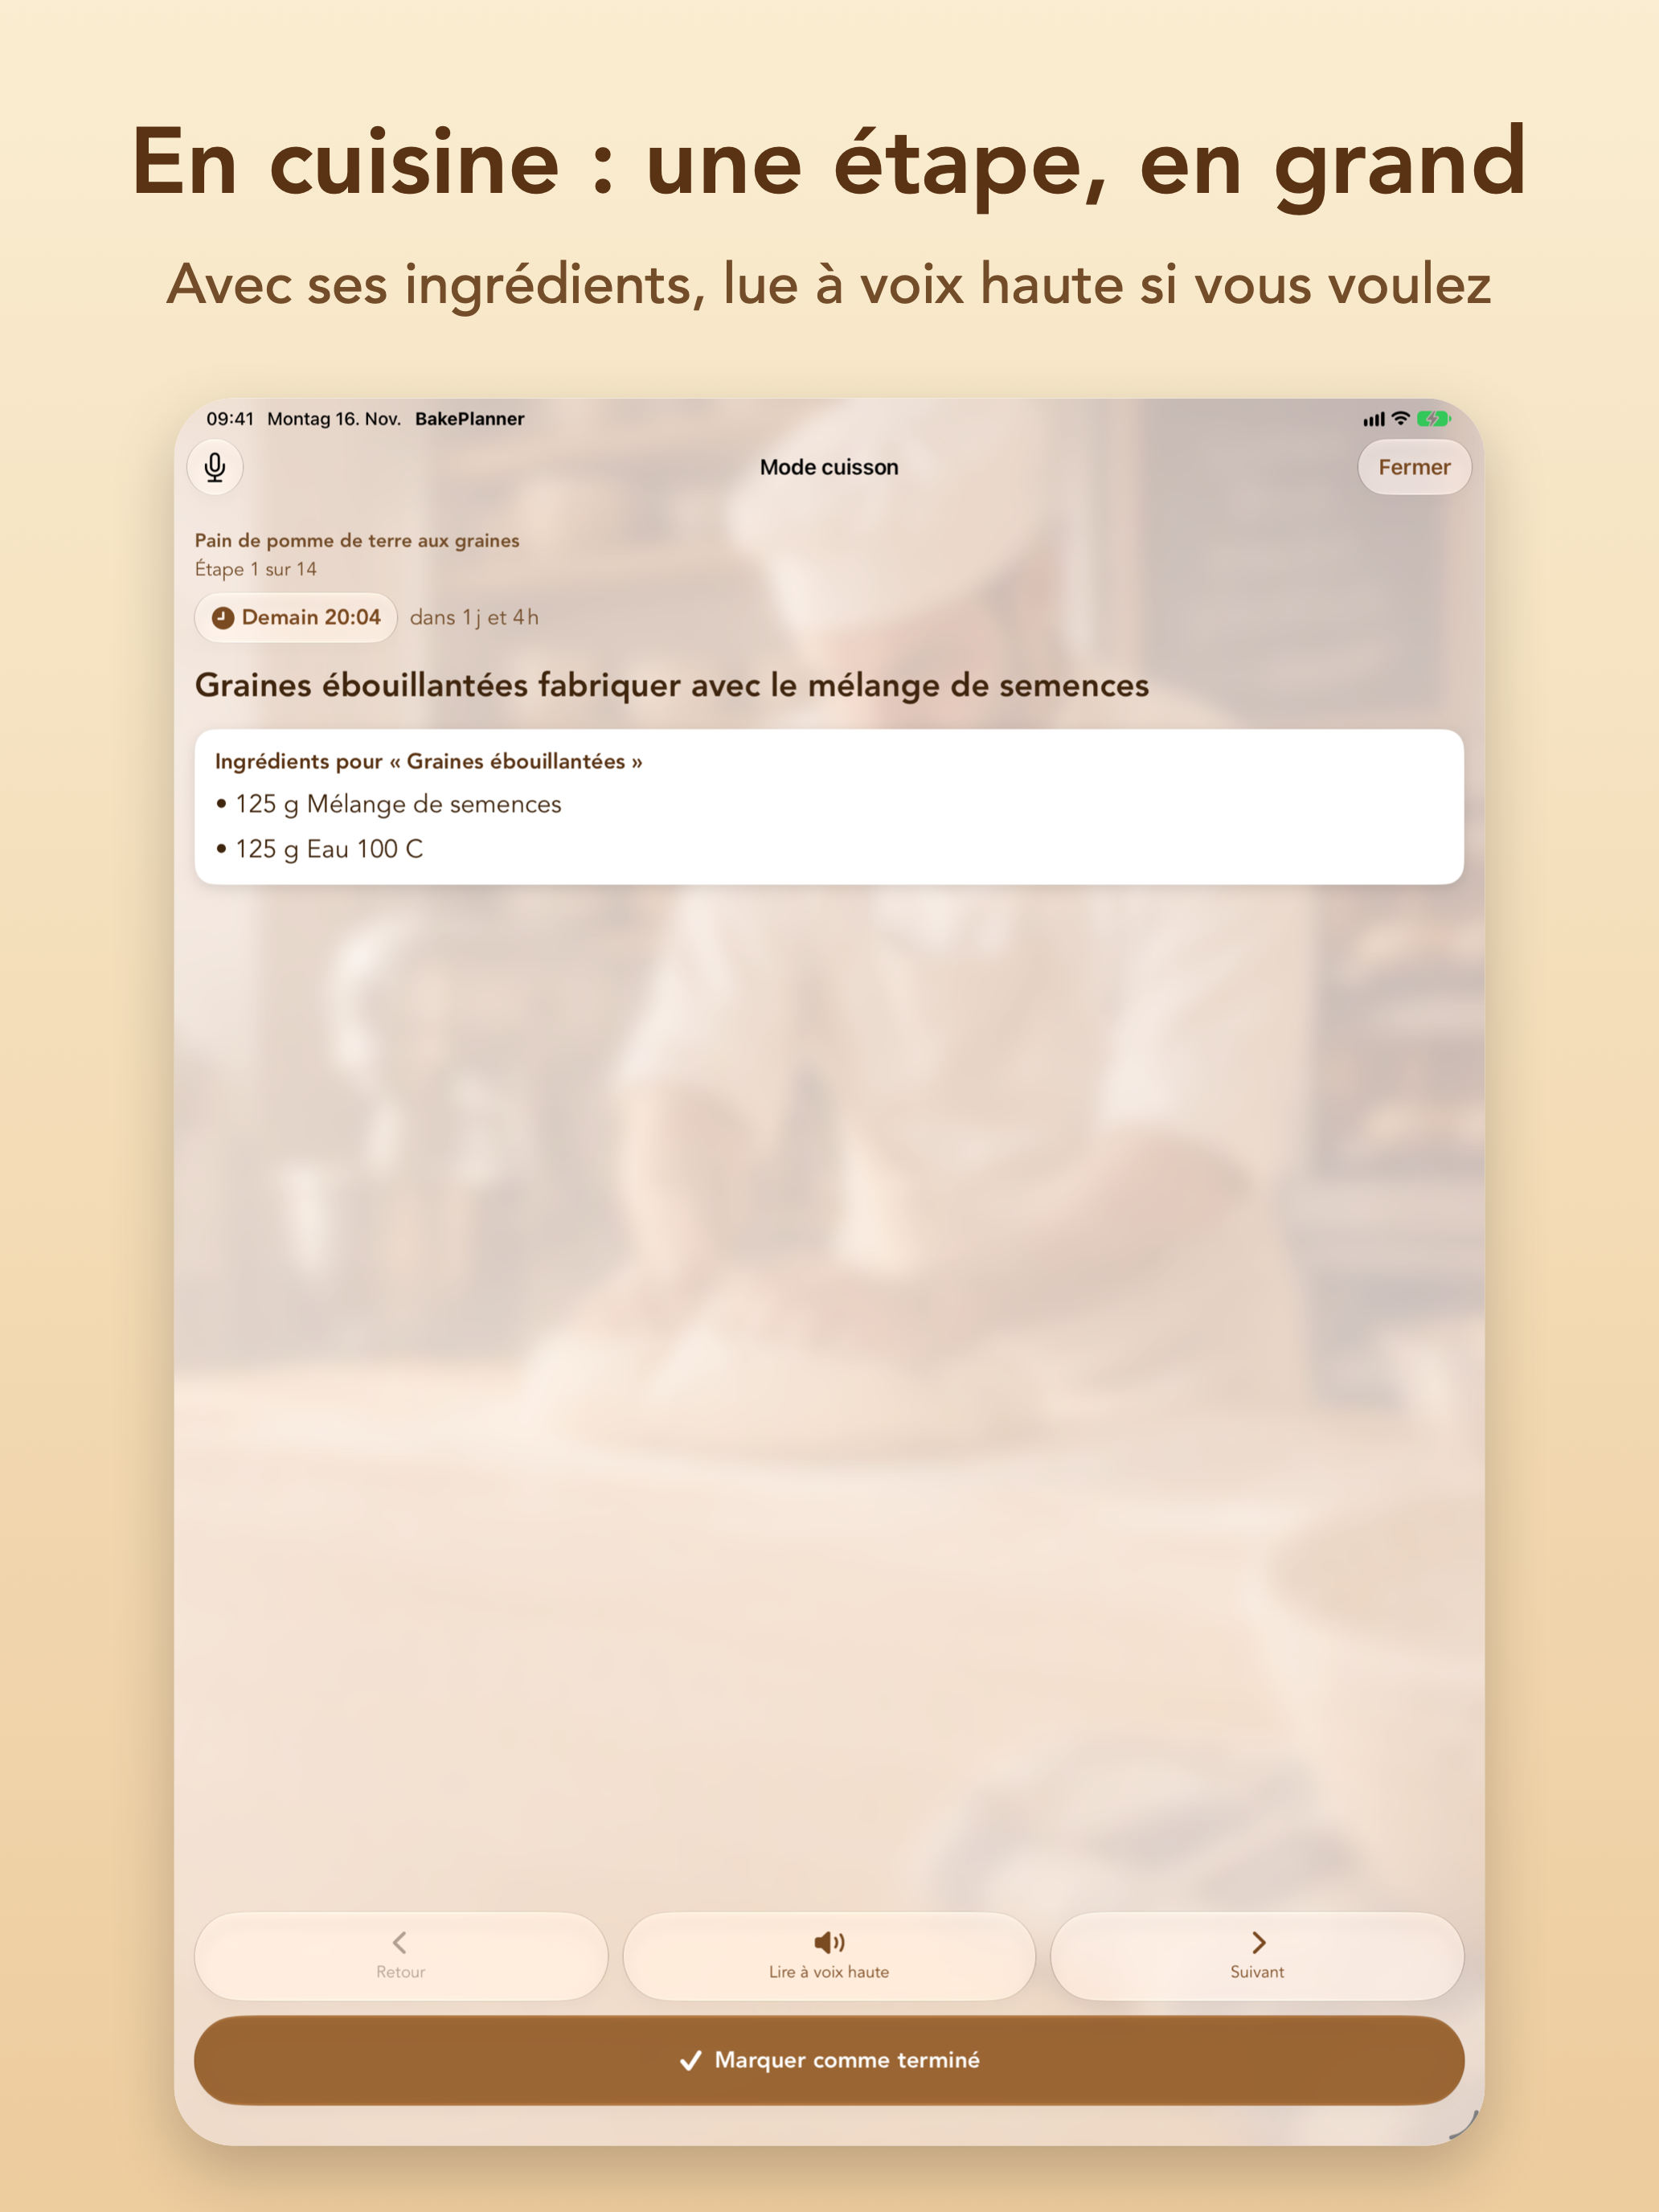 En cuisine : une étape, en grand
Avec ses ingrédients, lue à voix haute si vous voulez
09:41 Montag 16. Nov. BakePlanner
Mode cuisson
Fermer
Pain de pomme de terre aux graines
Étape 1 sur 14
Demain 20:04 dans 1 j et 4 h
Graines ébouillantées fabriquer avec le mélange de semences
Ingrédients pour « Graines ébouillantées »
• 125 g Mélange de semences
• 125 g Eau 100 C
Retour
Lire à voix haute
Suivant
Marquer comme terminé